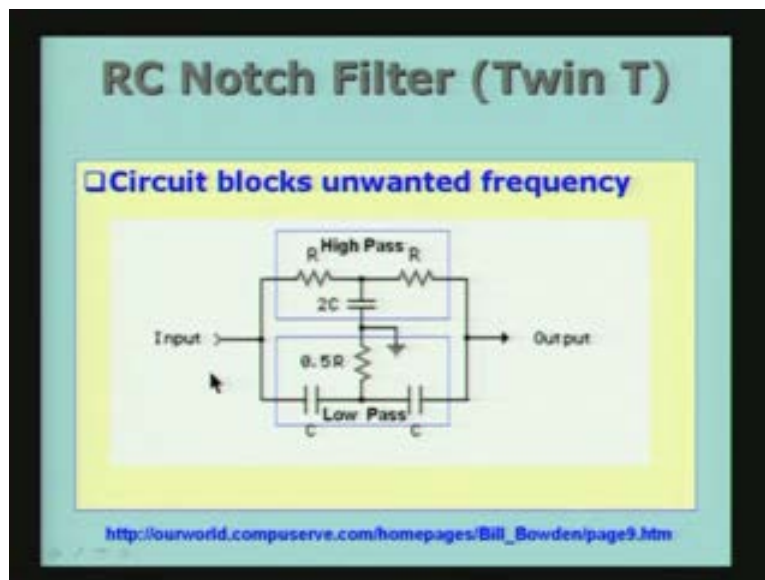 RC Notch Filter (Twin T)
Circuit blocks unwanted frequency
High Pass
R R
2C
Input Output
0.5R
Low Pass
C C
http://ourworld.compuserve.com/homepages/Bill_Bowden/page9.htm